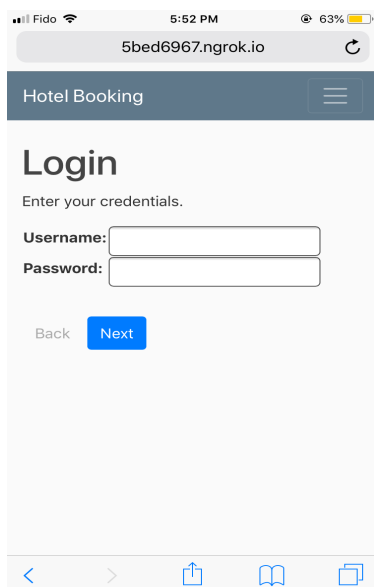 Fido 5:52 PM 63%
5bed6967.ngrok.io
Hotel Booking
Login
Enter your credentials.
Username:
Password:
Back Next